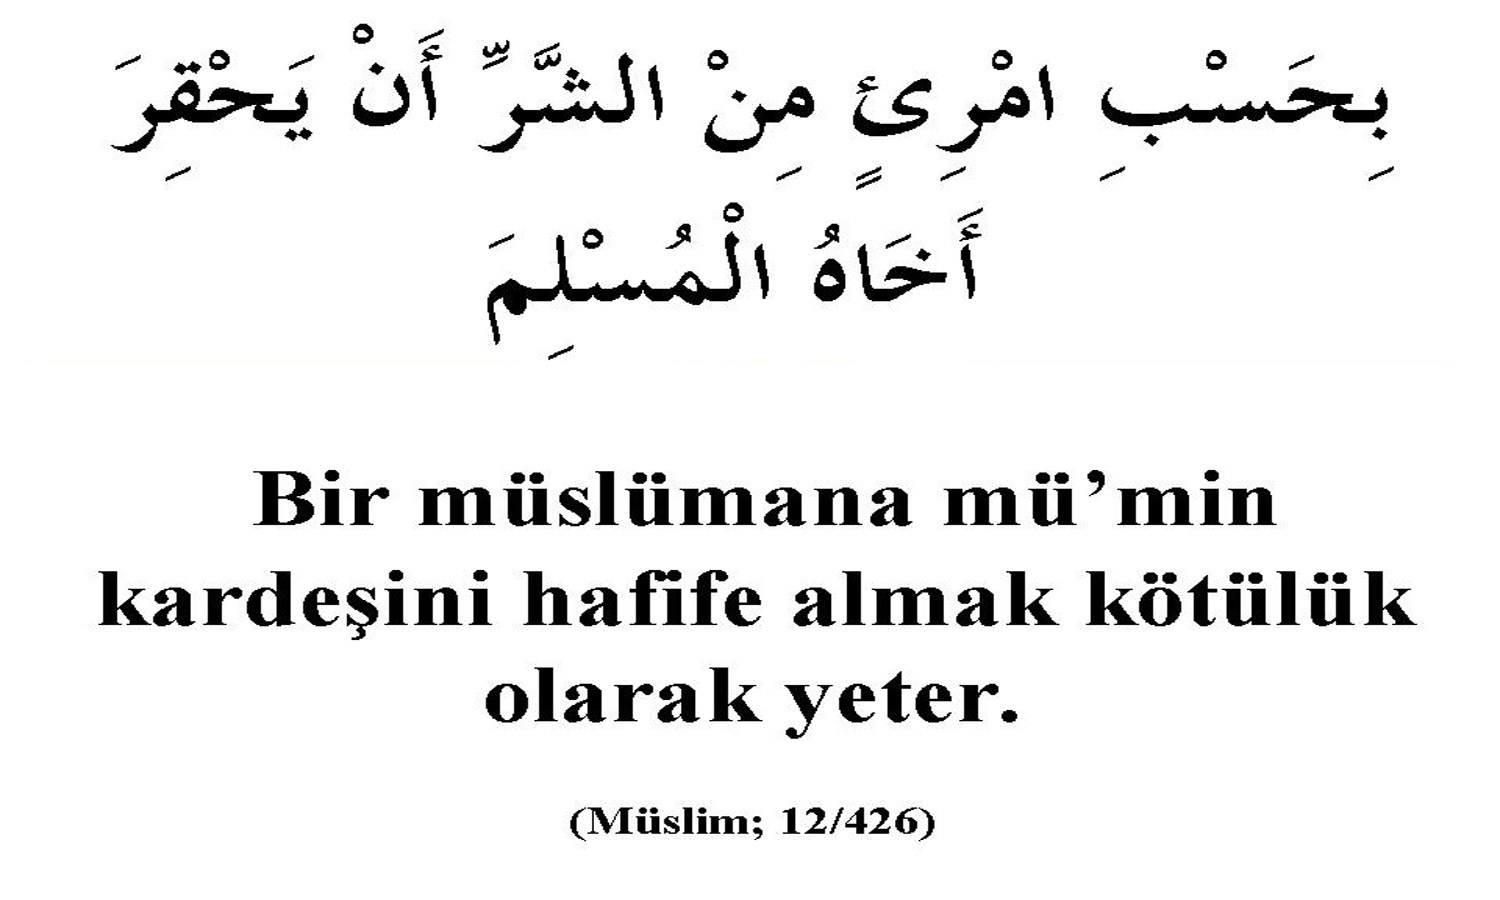 بِحَسْبِ امْرِئٍ مِنْ الشَّرِّ أَنْ يَحْقِرَ
أَخَاهُ الْمُسْلِمَ
Bir müslümana mü’min
kardeşini hafife almak kötülük
olarak yeter.
(Müslim; 12/426)